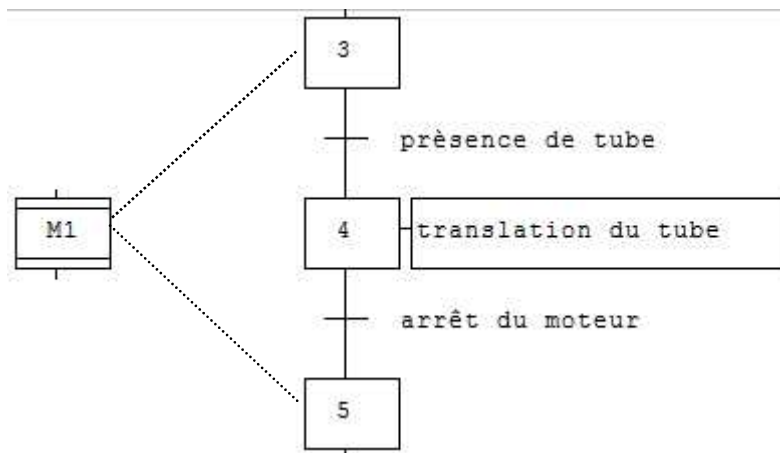 3
prèsence de tube
M1
4
translation du tube
arrêt du moteur
5